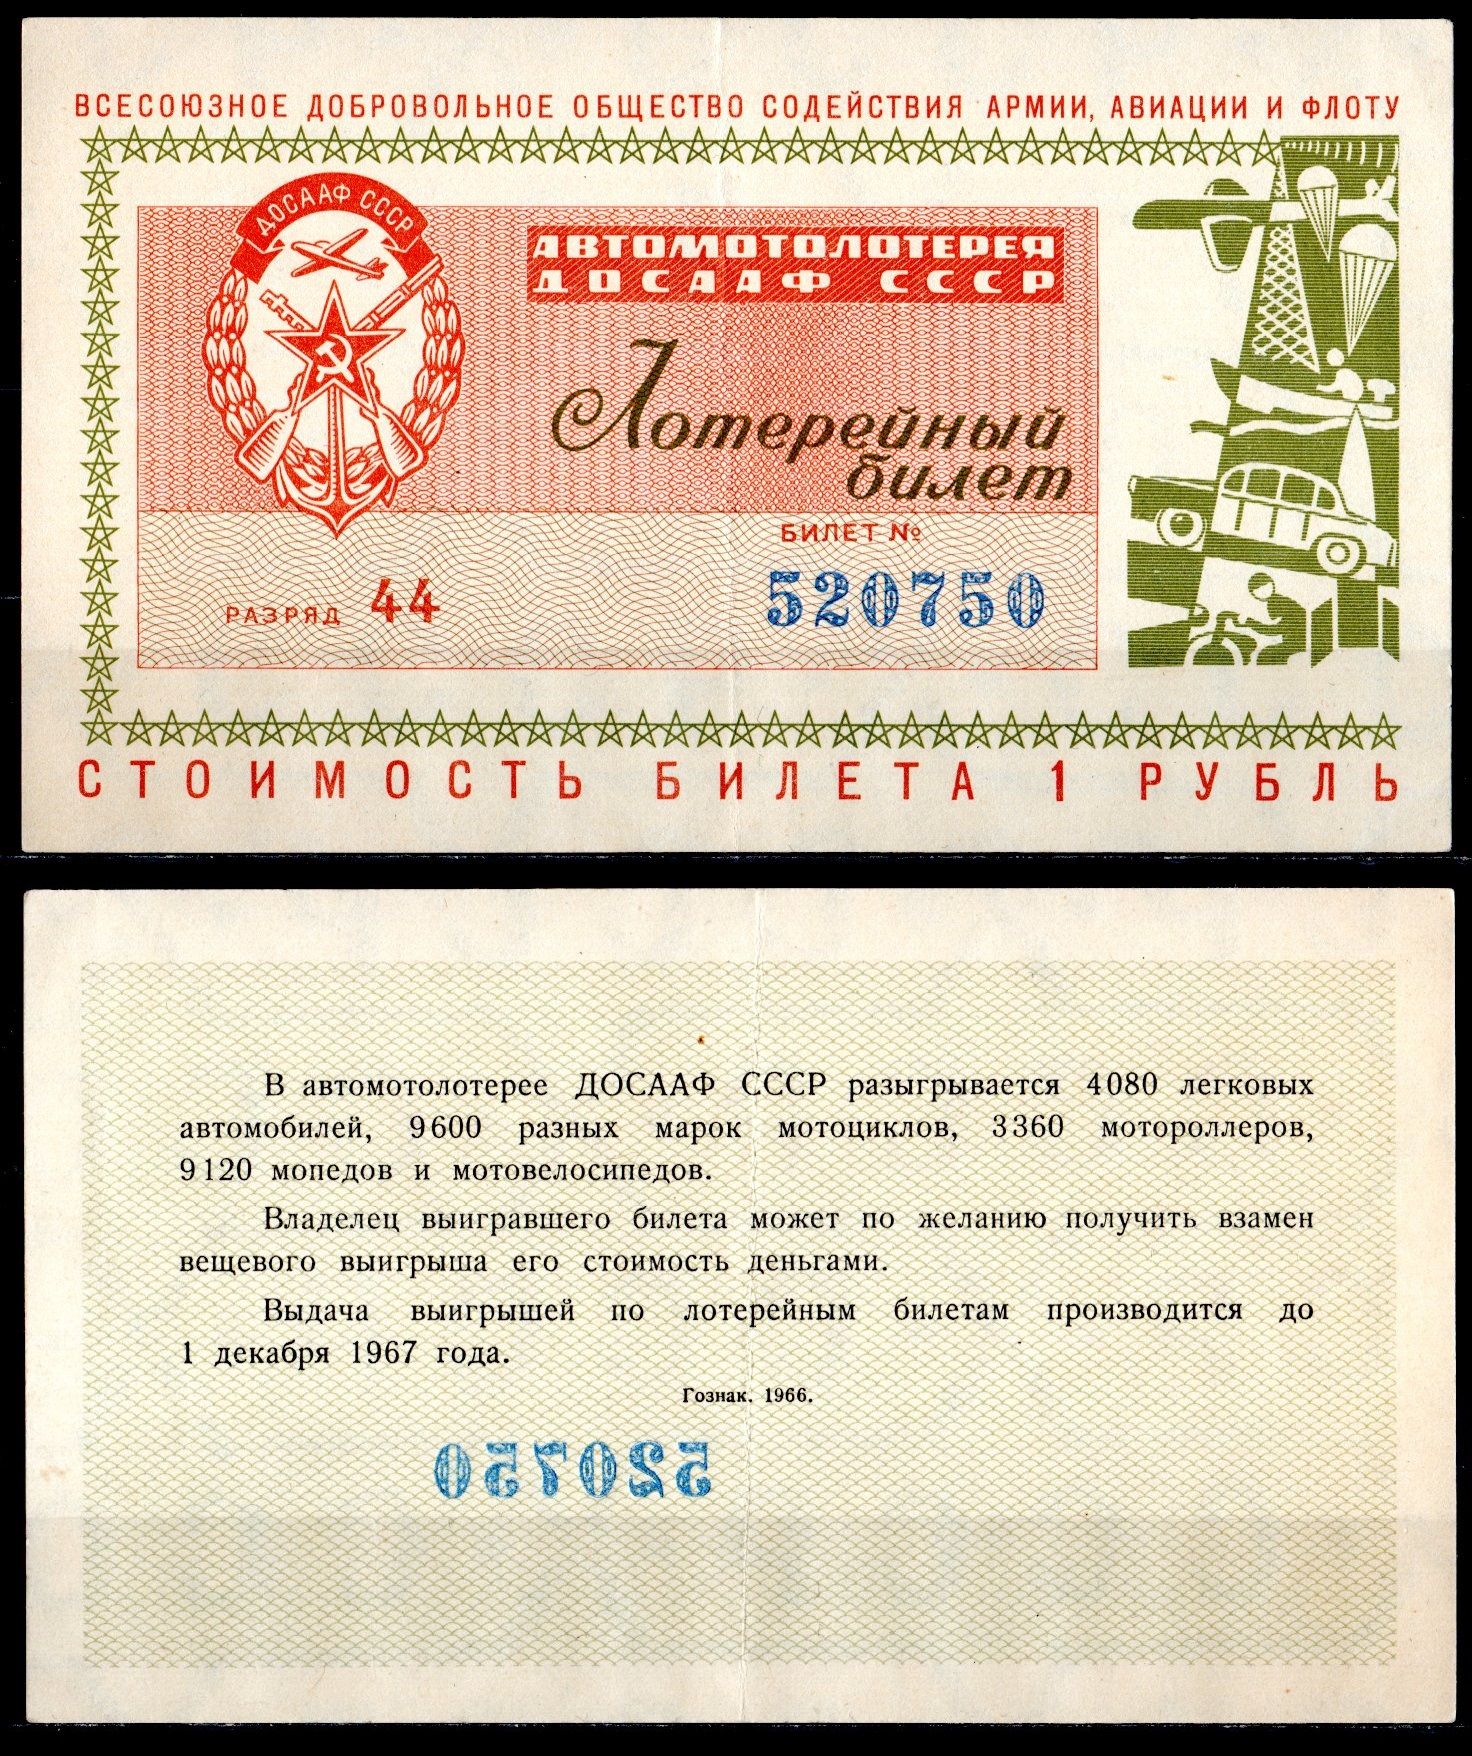 ВСЕСОЮЗНОЕ ДОБРОВОЛЬНОЕ ОБЩЕСТВО СОДЕЙСТВИЯ АРМИИ, АВИАЦИИ И ФЛОТУ
ДОСААФ СССР
АВТОМОТОЛОТЕРЕЯ
ДОСААФ СССР
Лотерейный
билет
БИЛЕТ №
РАЗРЯД 44
520750
СТОИМОСТЬ БИЛЕТА 1 РУБЛЬ
В автомотолотерее ДОСААФ СССР разыгрывается 4080 легковых
автомобилей, 9600 разных марок мотоциклов, 3360 мотороллеров,
9120 мопедов и мотовелосипедов.
Владелец выигравшего билета может по желанию получить взамен
вещевого выигрыша его стоимость деньгами.
Выдача выигрышей по лотерейным билетам производится до
1 декабря 1967 года.
Гознак. 1966.
520750